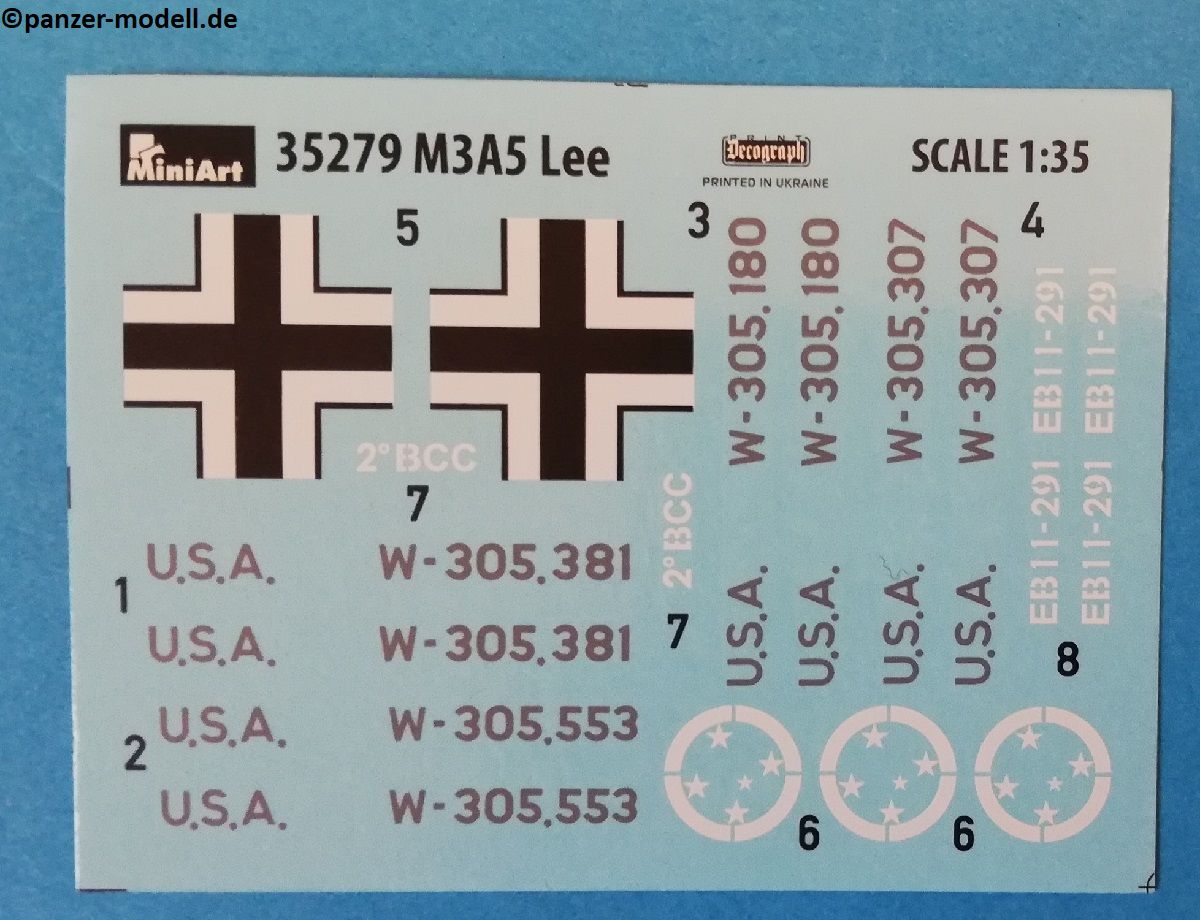 ©panzer-modell.de
MiniArt 35279 M3A5 Lee
PRINT
Decograph
PRINTED IN UKRAINE
SCALE 1:35
5
3
4
W-305,180
W-305,180
W-305,307
W-305,307
EB11-291
EB11-291
2°BCC
7
2°BCC
7
EB11-291
EB11-291
8
1
U.S.A. W-305,381
U.S.A. W-305,381
2
U.S.A. W-305,553
U.S.A. W-305,553
U.S.A.
U.S.A.
U.S.A.
U.S.A.
6
6